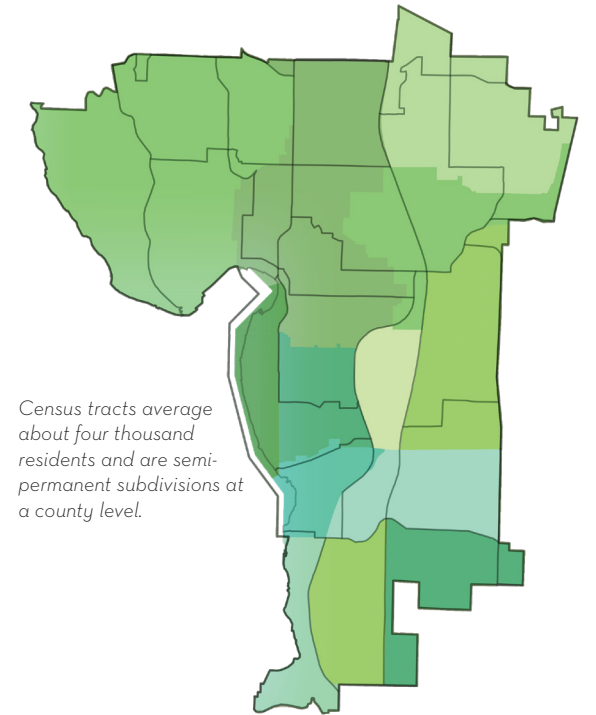 Census tracts average
about four thousand
residents and are semi-
permanent subdivisions at
a county level.